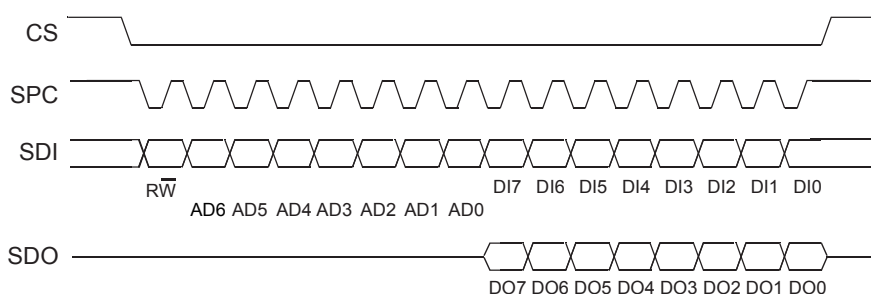 CS
SPC
SDI
RW̅
DI7 DI6 DI5 DI4 DI3 DI2 DI1 DI0
AD6 AD5 AD4 AD3 AD2 AD1 AD0
SDO
DO7 DO6 DO5 DO4 DO3 DO2 DO1 DO0